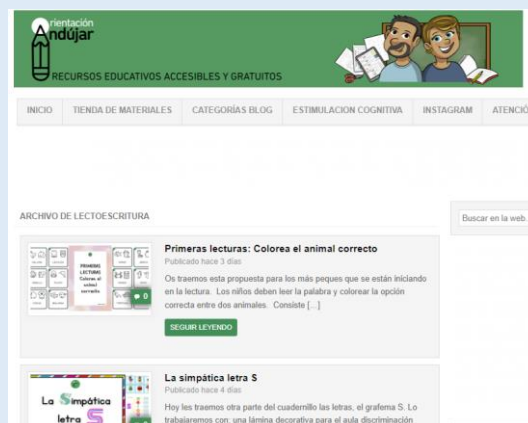 Orientación
Andújar
RECURSOS EDUCATIVOS ACCESIBLES Y GRATUITOS
INICIO TIENDA DE MATERIALES CATEGORÍAS BLOG ESTIMULACION COGNITIVA INSTAGRAM ATENCIÓ
ARCHIVO DE LECTOESCRITURA
Buscar en la web.
Primeras lecturas: Colorea el animal correcto
Publicado hace 3 días
Os traemos esta propuesta para los más peques que se están iniciando
en la lectura. Los niños deben leer la palabra y colorear la opción
correcta entre dos animales. Consiste [...]
PRIMERAS
LECTURAS
Colorea el
animal
correcto
0
SEGUIR LEYENDO
La simpática letra S
Publicado hace 4 días
Hoy les traemos otra parte del cuadernillo las letras, el grafema S. Lo
trabajaremos con: una lámina decorativa para el aula discriminación
La Simpática
letra S